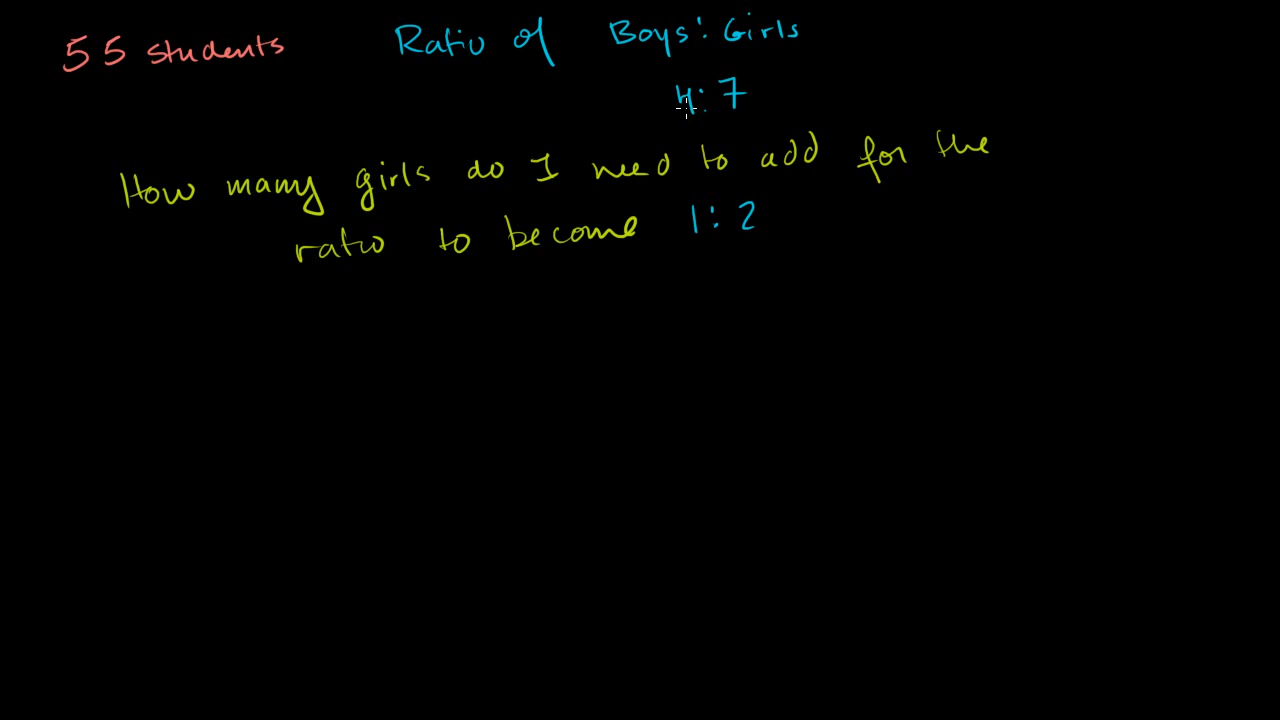 55 students Ratio of Boys: Girls
4: 7
How many girls do I need to add for the
ratio to become 1: 2